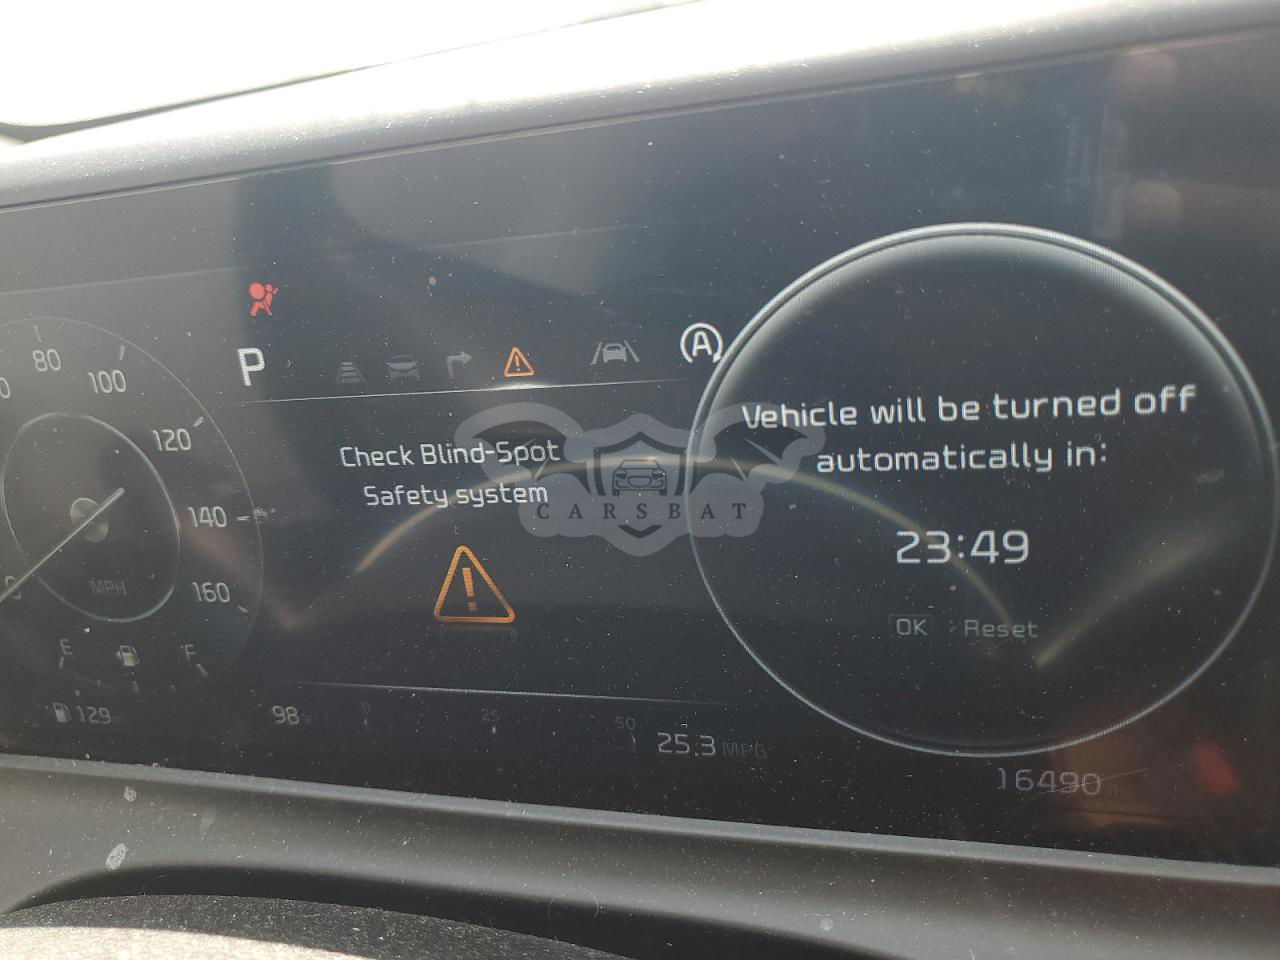 80
100
120
140
160
MPH
E
F
129
P
A
Check Blind-Spot
Safety system
98
0
25
50
25.3 MPG
CARSBAT
Vehicle will be turned off
automatically in:
23:49
OK : Reset
16490 mi